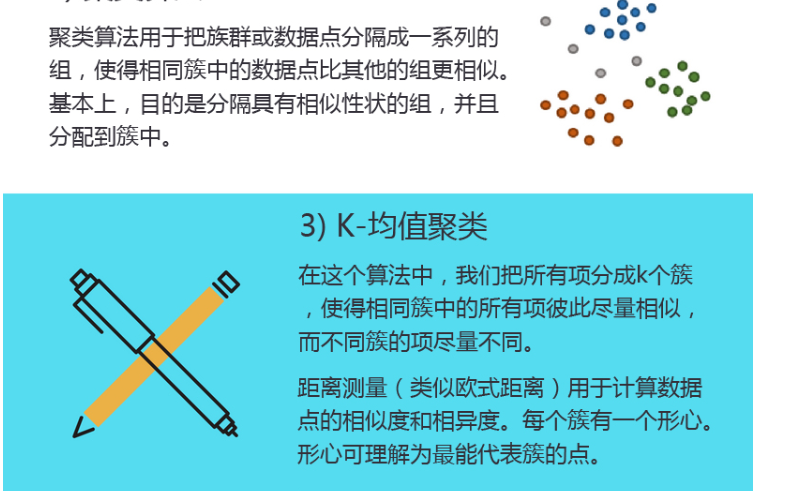 聚类算法用于把族群或数据点分隔成一系列的
组，使得相同簇中的数据点比其他的组更相似。
基本上，目的是分隔具有相似性状的组，并且
分配到簇中。
3) K-均值聚类
在这个算法中，我们把所有项分成k个簇
，使得相同簇中的所有项彼此尽量相似，
而不同簇的项尽量不同。
距离测量（类似欧式距离）用于计算数据
点的相似度和相异度。每个簇有一个形心。
形心可理解为最能代表簇的点。